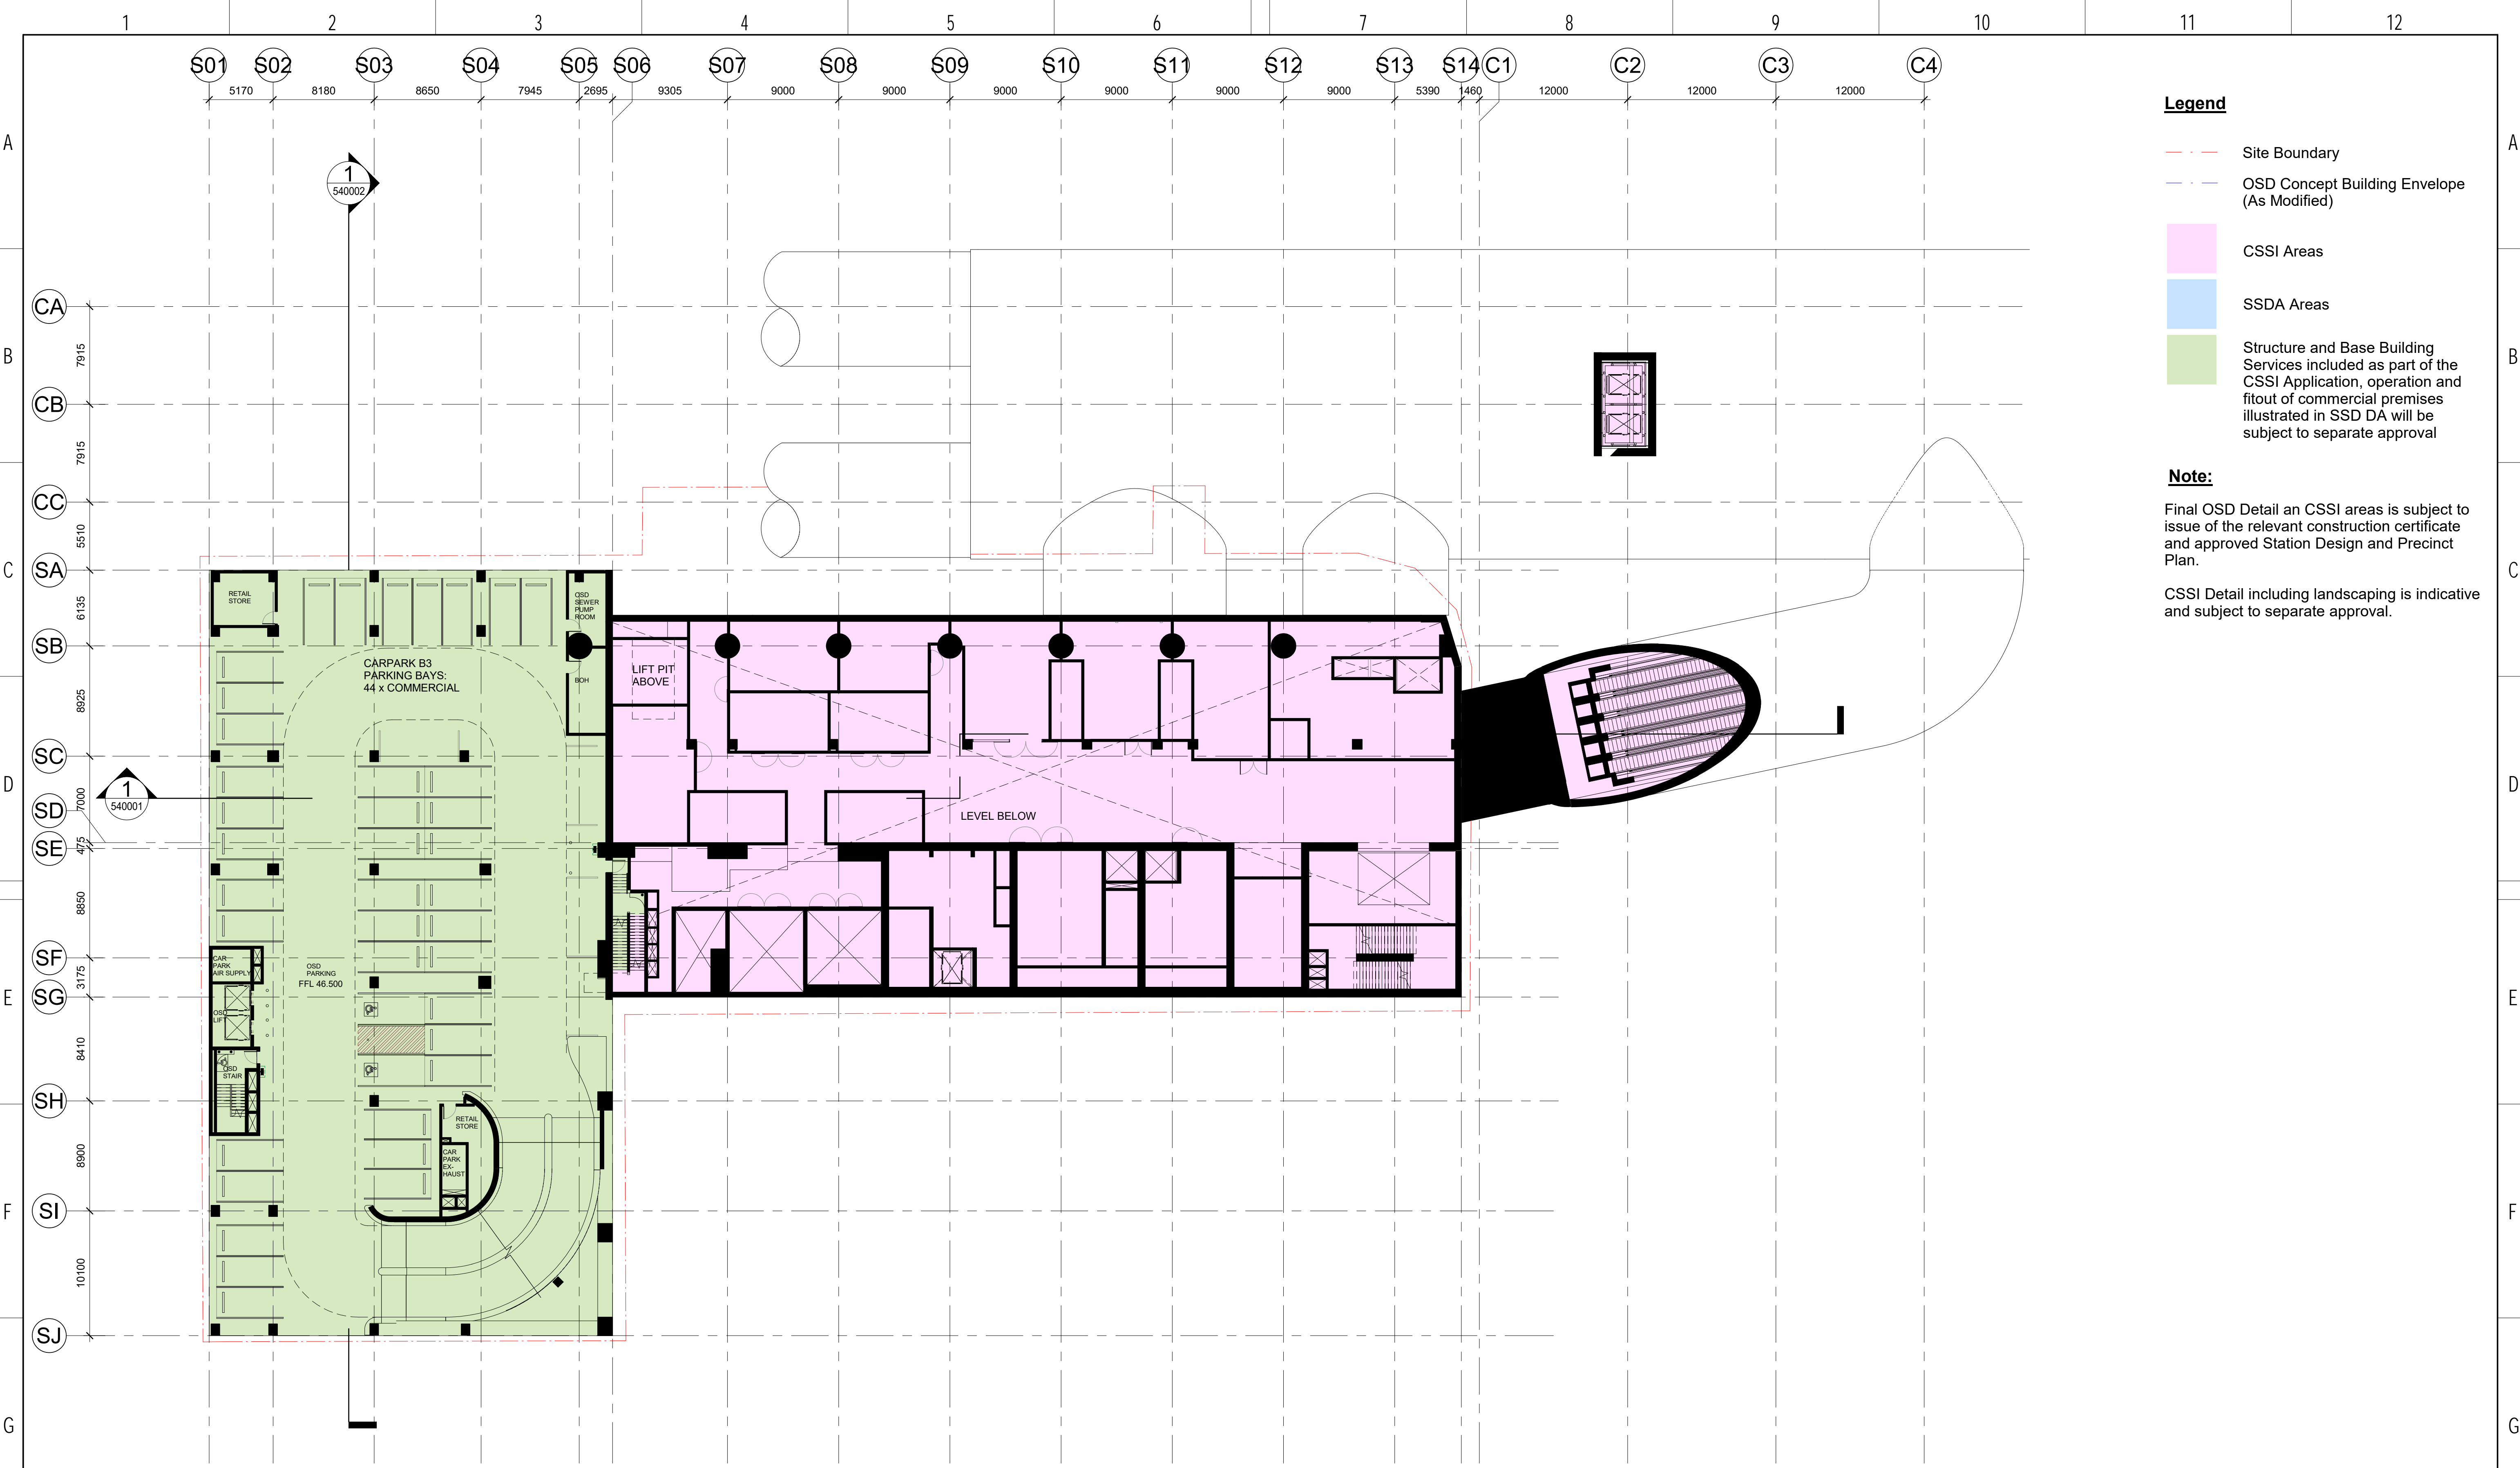 1 2 3 4 5 6 7 8 9 10 11 12
S01 S02 S03 S04 S05 S06 S07 S08 S09 S10 S11 S12 S13 S14 C1 C2 C3 C4
5170 8180 8650 7945 2695 9305 9000 9000 9000 9000 9000 9000 5390 1460 12000 12000 12000
Legend
Site Boundary
OSD Concept Building Envelope
(As Modified)
CSSI Areas
SSDA Areas
Structure and Base Building
Services included as part of the
CSSI Application, operation and
fitout of commercial premises
illustrated in SSD DA will be
subject to separate approval
Note:
Final OSD Detail an CSSI areas is subject to
issue of the relevant construction certificate
and approved Station Design and Precinct
Plan.
CSSI Detail including landscaping is indicative
and subject to separate approval.
A A
B B
C C
D D
E E
F F
G G
1
540002
CA
7915
CB
7915
CC
5510
SA
6135
SB
8925
SC
7000
SD
475
SE
8850
SF
3175
SG
8410
SH
8900
SI
10100
SJ
1
540001
RETAIL
STORE
OSD
SEWER
PUMP
ROOM
CARPARK B3
PARKING BAYS:
44 x COMMERCIAL
BOH
LIFT PIT
ABOVE
LEVEL BELOW
CAR
PARK
AIR SUPPLY
OSD
PARKING
FFL 46.500
OSD
LIFT
OSD
STAIR
RETAIL
STORE
CAR
PARK
EX-
HAUST